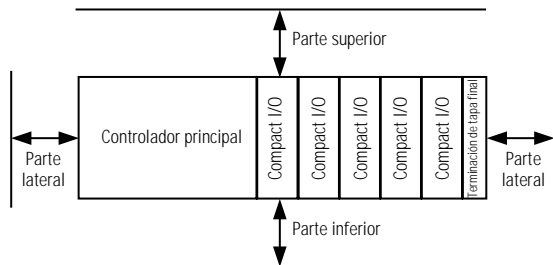 Parte superior
Controlador principal
Compact I/O
Compact I/O
Compact I/O
Compact I/O
Compact I/O
Terminación de tapa final
Parte
lateral
Parte
lateral
Parte inferior